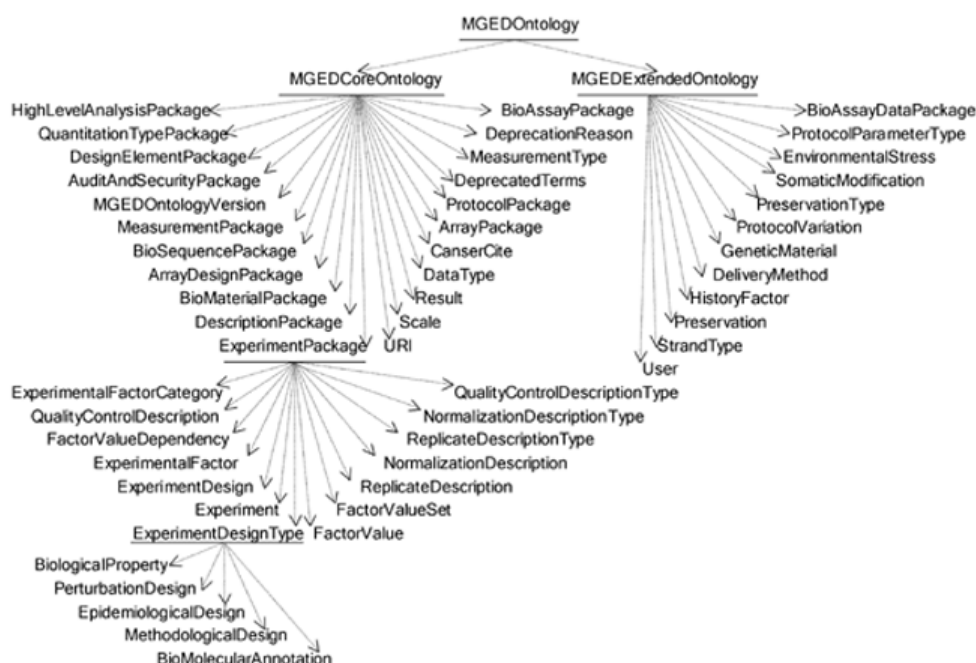 MGEDOntology
MGEDCoreOntology MGEDExtendedOntology
HighLevelAnalysisPackage BioAssayPackage BioAssayDataPackage
QuantitationTypePackage DeprecationReason ProtocolParameterType
DesignElementPackage MeasurementType EnvironmentalStress
AuditAndSecurityPackage DeprecatedTerms SomaticModification
MGEDOntologyVersion ProtocolPackage PreservationType
MeasurementPackage ArrayPackage ProtocolVariation
BioSequencePackage CanserCite GeneticMaterial
ArrayDesignPackage DataType DeliveryMethod
BioMaterialPackage Result HistoryFactor
DescriptionPackage Scale Preservation
ExperimentPackage URI StrandType
User
ExperimentalFactorCategory QualityControlDescriptionType
QualityControlDescription NormalizationDescriptionType
FactorValueDependency ReplicateDescriptionType
ExperimentalFactor NormalizationDescription
ExperimentDesign ReplicateDescription
Experiment FactorValueSet
ExperimentDesignType FactorValue
BiologicalProperty
PerturbationDesign
EpidemiologicalDesign
MethodologicalDesign
BioMolecularAnnotation